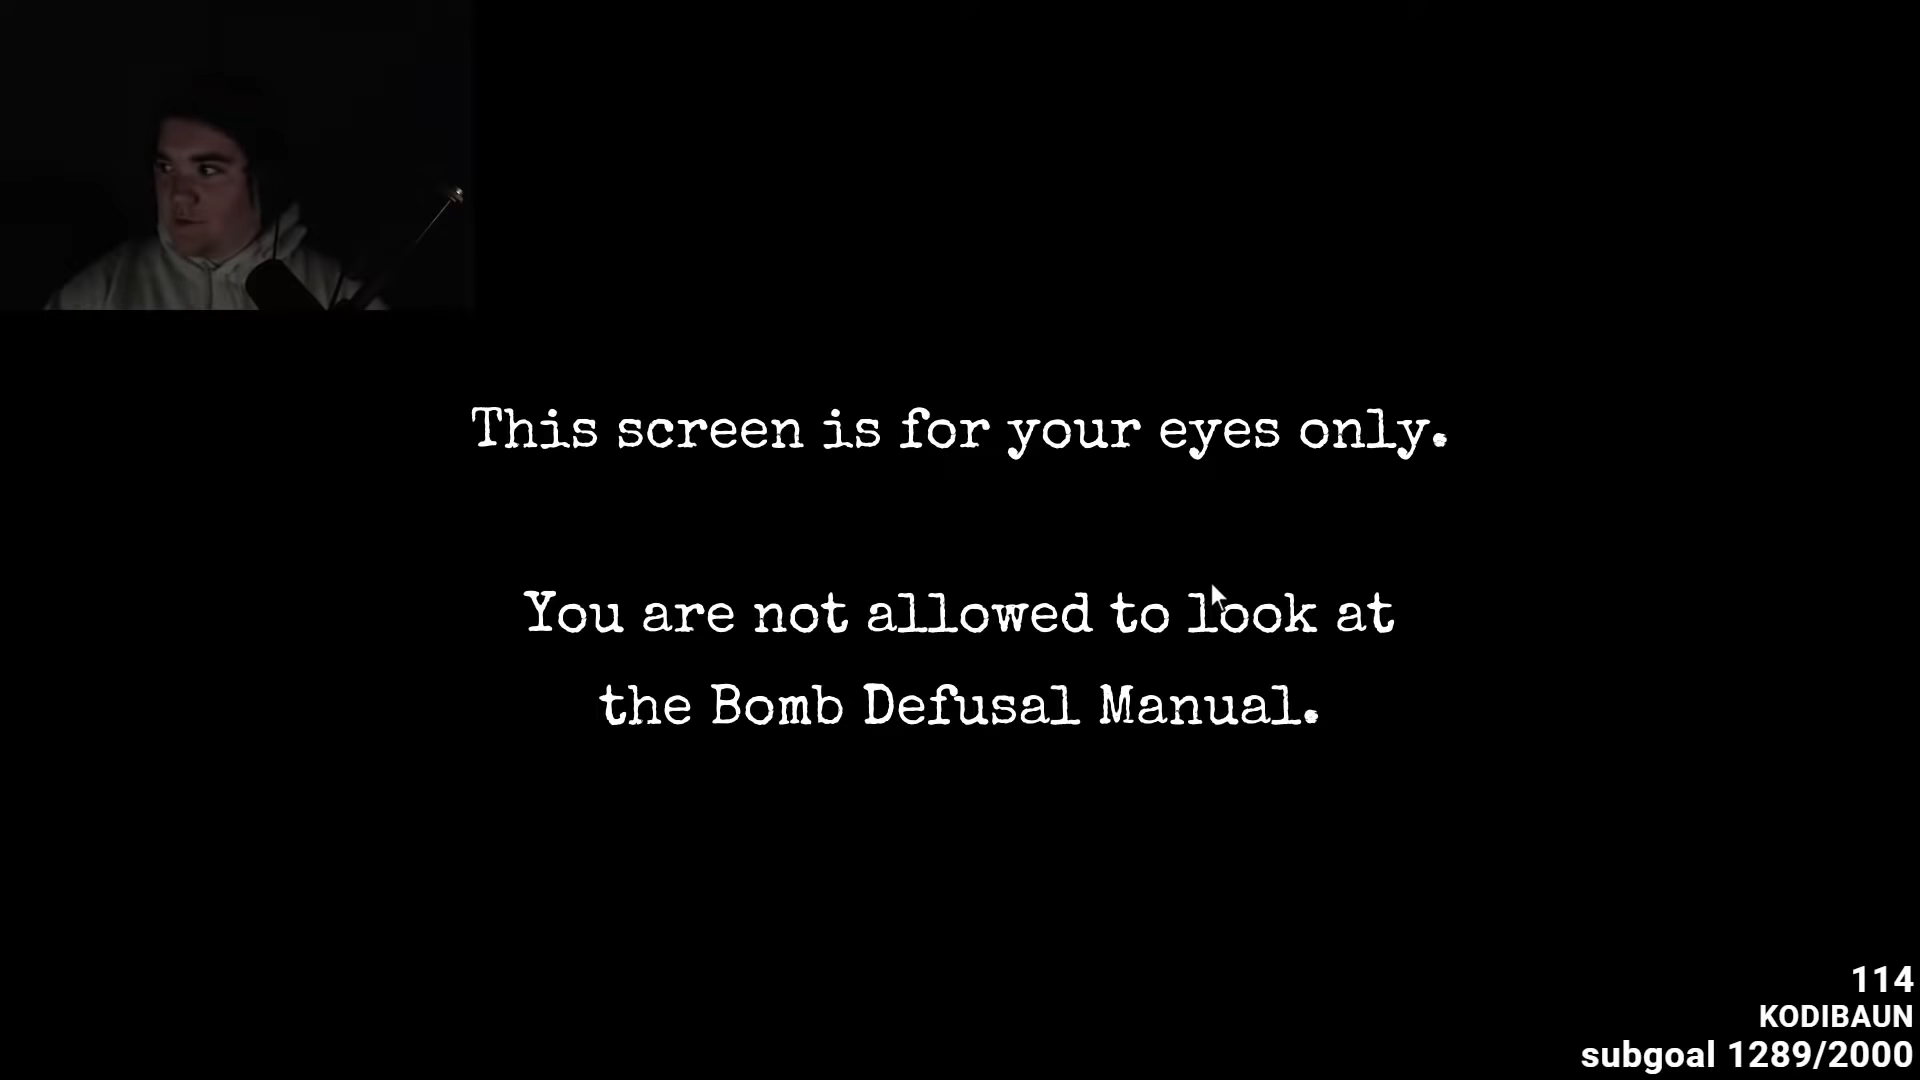 This screen is for your eyes only.
You are not allowed to look at
the Bomb Defusal Manual.
114
KODIBAUN
subgoal 1289/2000